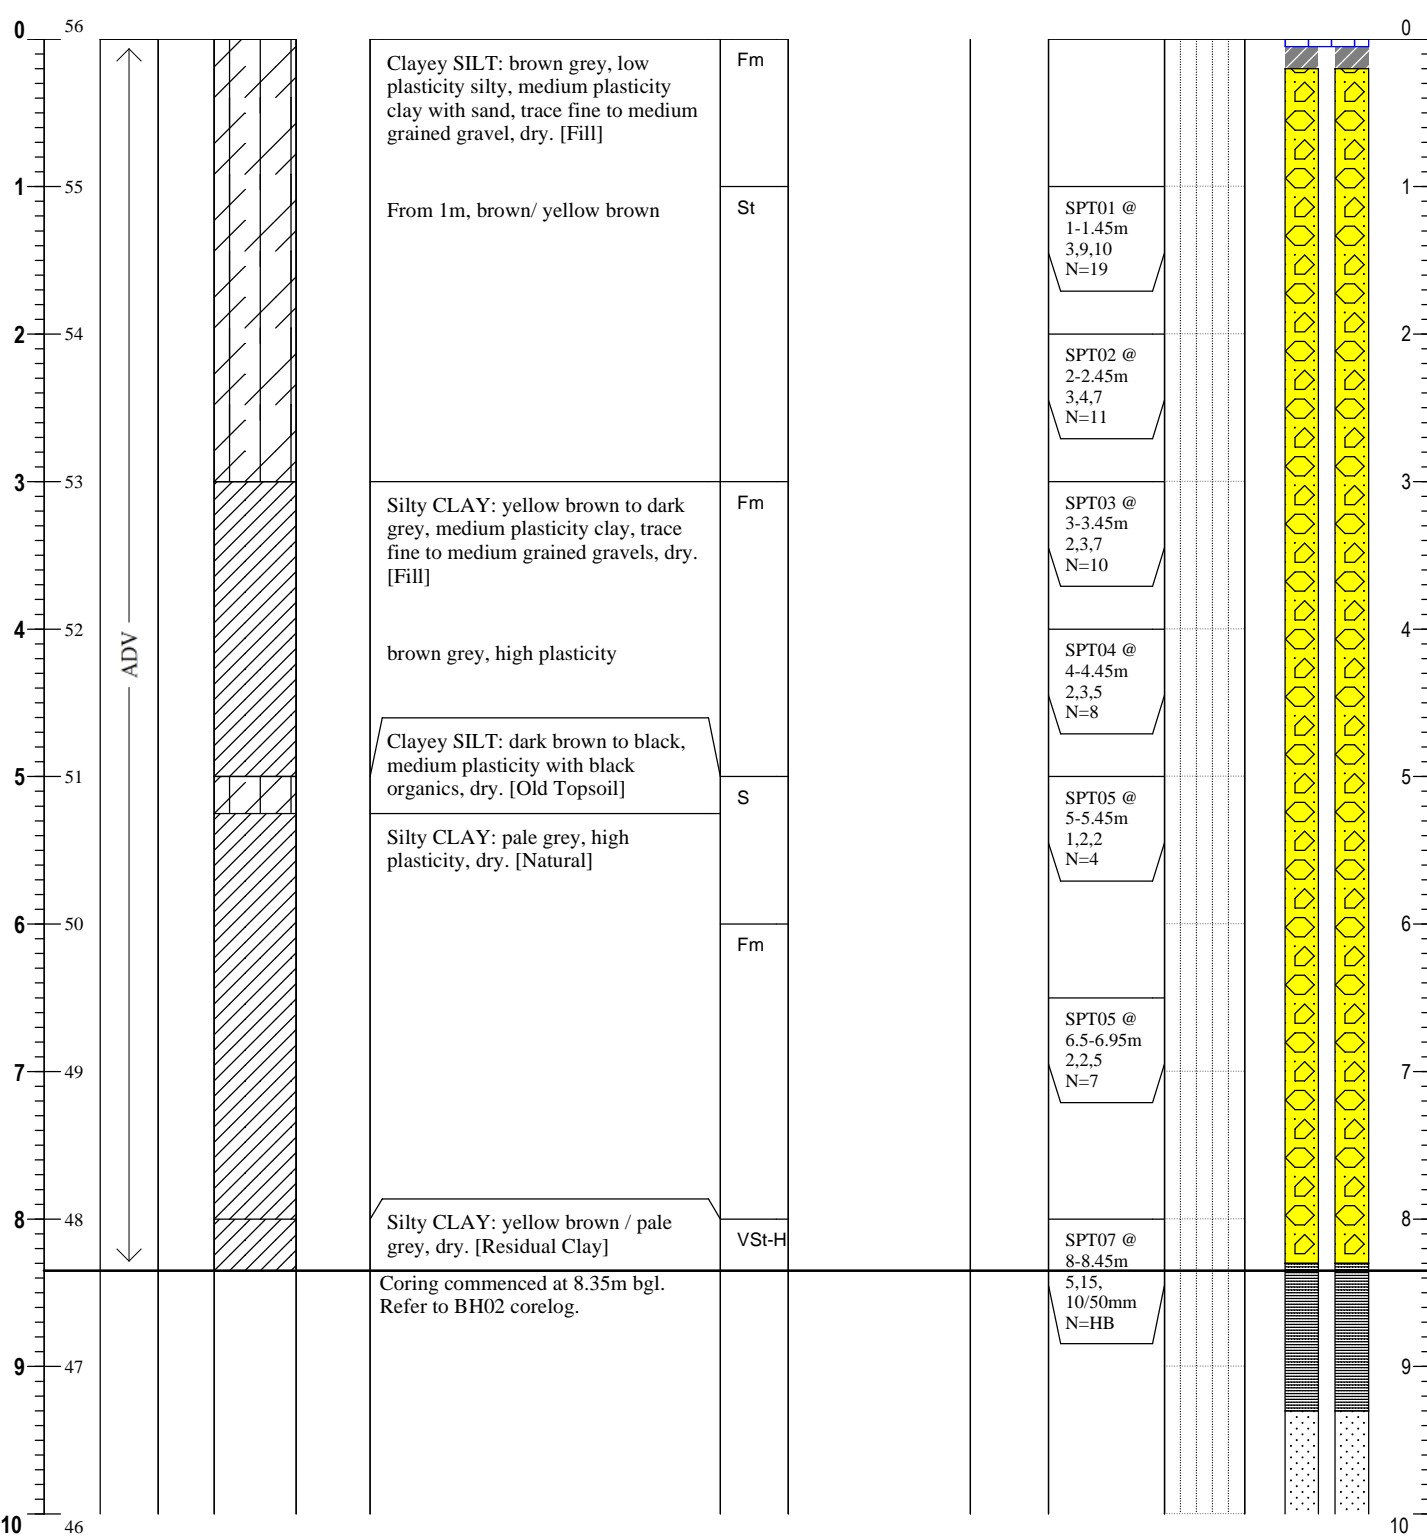 0
56
0
Clayey SILT: brown grey, low
plasticity silty, medium plasticity
clay with sand, trace fine to medium
grained gravel, dry. [Fill]
Fm
1
55
From 1m, brown/ yellow brown
St
SPT01 @
1-1.45m
3,9,10
N=19
1
2
54
SPT02 @
2-2.45m
3,4,7
N=11
2
3
53
Silty CLAY: yellow brown to dark
grey, medium plasticity clay, trace
fine to medium grained gravels, dry.
[Fill]
Fm
SPT03 @
3-3.45m
2,3,7
N=10
3
4
52
ADV
brown grey, high plasticity
SPT04 @
4-4.45m
2,3,5
N=8
4
Clayey SILT: dark brown to black,
medium plasticity with black
organics, dry. [Old Topsoil]
5
51
S
SPT05 @
5-5.45m
1,2,2
N=4
5
Silty CLAY: pale grey, high
plasticity, dry. [Natural]
6
50
Fm
6
SPT05 @
6.5-6.95m
2,2,5
N=7
7
49
7
8
48
Silty CLAY: yellow brown / pale
grey, dry. [Residual Clay]
VSt-H
SPT07 @
8-8.45m
5,15,
10/50mm
N=HB
8
Coring commenced at 8.35m bgl.
Refer to BH02 corelog.
9
47
9
10
46
10